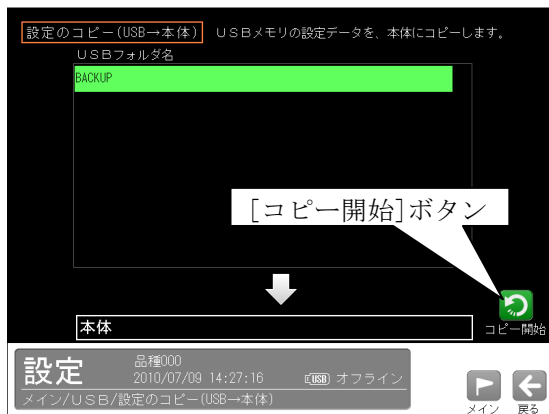 設定のコピー(USB→本体) USBメモリの設定データを、本体にコピーします。
USBフォルダ名
BACKUP
[コピー開始]ボタン
本体
コピー開始
設定
品種000
2010/07/09 14:27:16 USB オフライン
メイン/USB/設定のコピー(USB→本体)
メイン 戻る